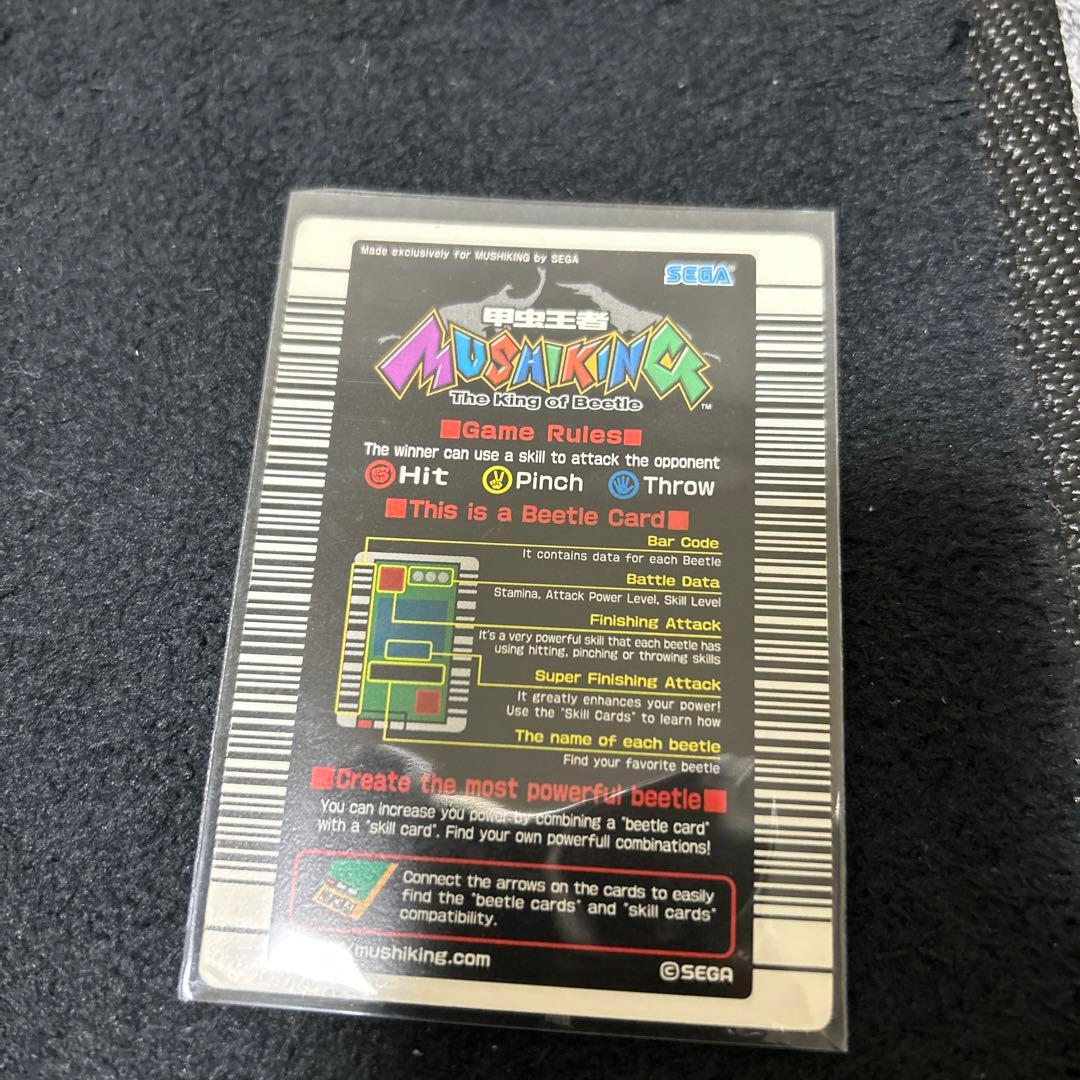 Made exclusively for MUSHIKING by SEGA
SEGA
甲虫王者
MUSHIKING
The King of Beetle
TM
Game Rules
The winner can use a skill to attack the opponent
Hit Pinch Throw
This is a Beetle Card
Bar Code
It contains data for each Beetle
Battle Data
Stamina, Attack Power Level, Skill Level
Finishing Attack
It's a very powerful skill that each beetle has
using hitting, pinching or throwing skills
Super Finishing Attack
It greatly enhances your power!
Use the "Skill Cards" to learn how
The name of each beetle
Find your favorite beetle
Create the most powerful beetle
You can increase you power by combining a "beetle card"
with a "skill card". Find your own powerfull combinations!
Connect the arrows on the cards to easily
find the "beetle cards" and "skill cards"
compatibility.
/mushiking.com
©SEGA